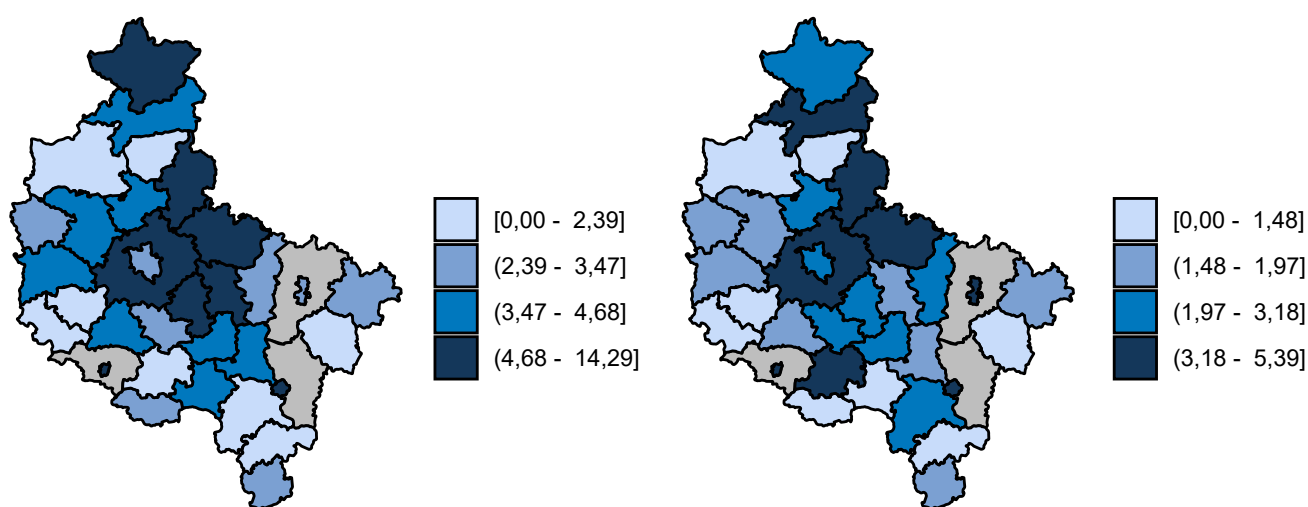 [0,00 - 2,39]
(2,39 - 3,47]
(3,47 - 4,68]
(4,68 - 14,29]
[0,00 - 1,48]
(1,48 - 1,97]
(1,97 - 3,18]
(3,18 - 5,39]